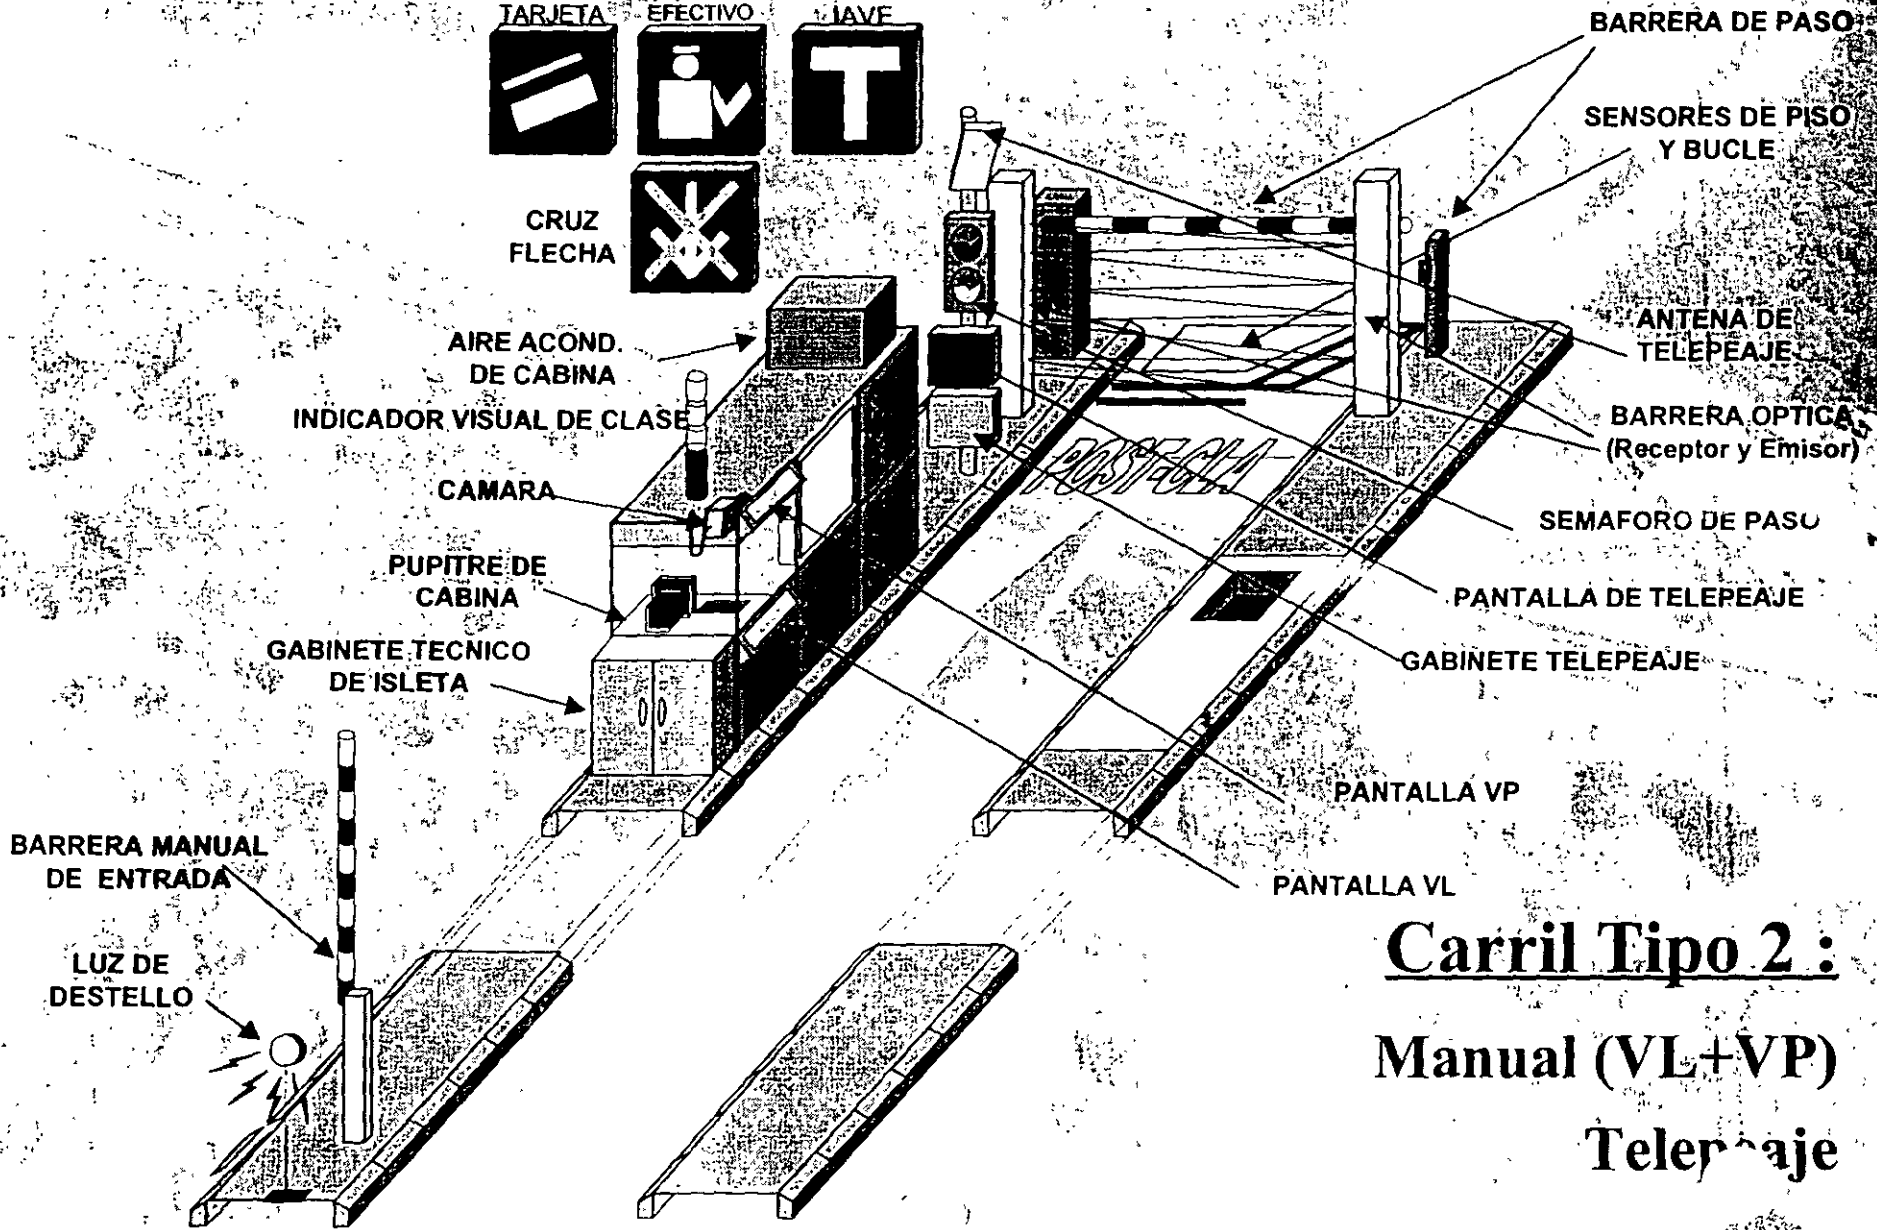 TARJETA
EFECTIVO
IAVE
CRUZ
FLECHA
BARRERA DE PASO
SENSORES DE PISO
Y BUCLE
AIRE ACOND.
DE CABINA
INDICADOR VISUAL DE CLASE
CAMARA
PUPITRE DE
CABINA
GABINETE TECNICO
DE ISLETA
BARRERA MANUAL
DE ENTRADA
LUZ DE
DESTELLO
ANTENA DE
TELEPEAJE
BARRERA OPTICA
(Receptor y Emisor)
SEMAFORO DE PASO
PANTALLA DE TELEPEAJE
GABINETE TELEPEAJE
PANTALLA VP
PANTALLA VL
POST-CLA
Carril Tipo 2 :
Manual (VL+VP)
Telepeaje